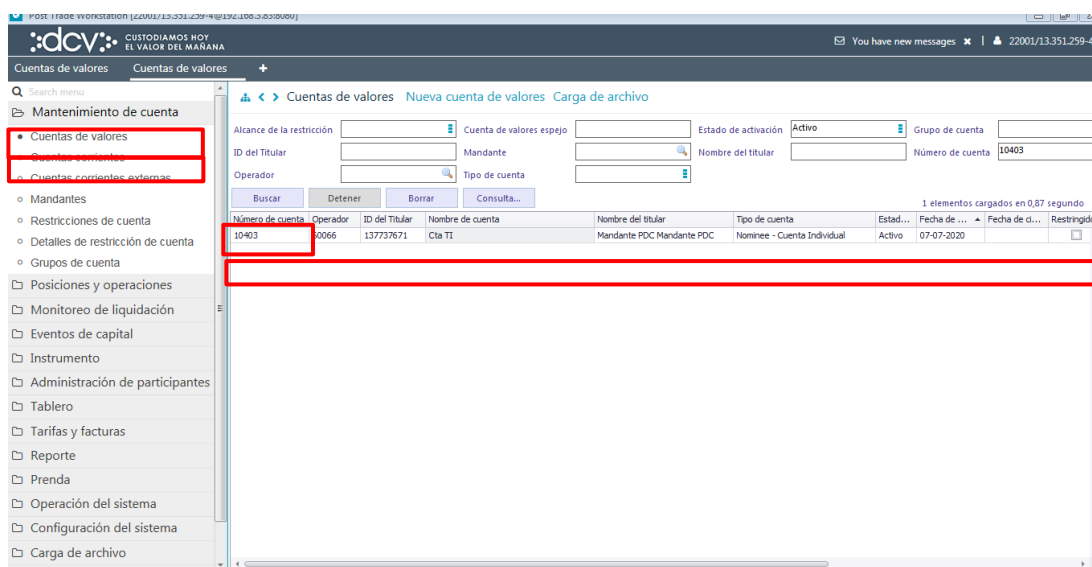 Post Trade Workstation [22001/13.351.259-4@192.168.3.83:8080]
:dcv: CUSTODIAMOS HOY
EL VALOR DEL MAÑANA
You have new messages ✖ | 22001/13.351.259-4
Cuentas de valores Cuentas de valores +
Search menu
Mantenimiento de cuenta
Cuentas de valores
Cuentas corrientes
Cuentas corrientes externas
Mandantes
Restricciones de cuenta
Detalles de restricción de cuenta
Grupos de cuenta
Posiciones y operaciones
Monitoreo de liquidación
Eventos de capital
Instrumento
Administración de participantes
Tablero
Tarifas y facturas
Reporte
Prenda
Operación del sistema
Configuración del sistema
Carga de archivo
< > Cuentas de valores Nueva cuenta de valores Carga de archivo
Alcance de la restricción Cuenta de valores espejo Estado de activación Activo Grupo de cuenta
ID del Titular Mandante Nombre del titular Número de cuenta 10403
Operador Tipo de cuenta
Buscar Detener Borrar Consulta...
1 elementos cargados en 0,87 segundo
Número de cuenta Operador ID del Titular Nombre de cuenta Nombre del titular Tipo de cuenta Estad... Fecha de ... Fecha de d... Restringido
10403 60066 137737671 Cta TI Mandante PDC Mandante PDC Nominee - Cuenta Individual Activo 07-07-2020